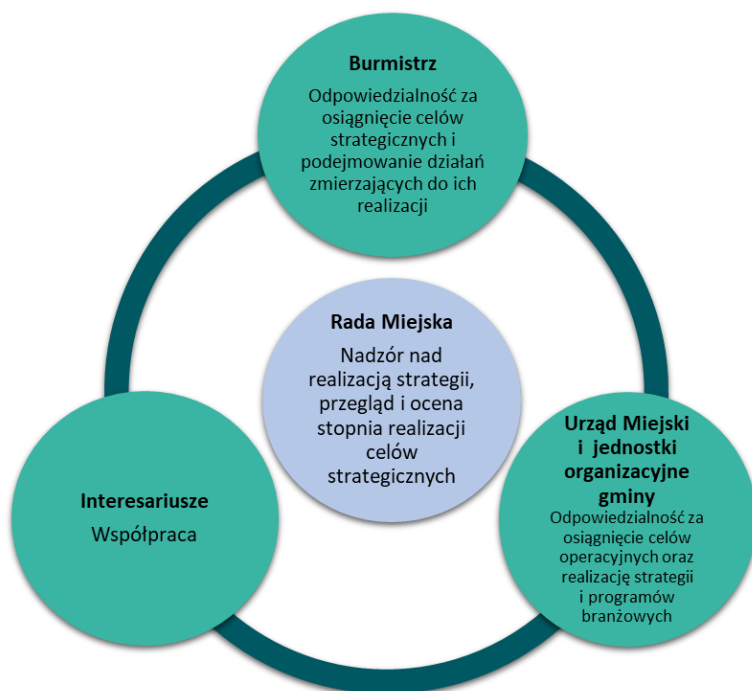 Burmistrz
Odpowiedzialność za
osiągnięcie celów
strategicznych i
podejmowanie działań
zmierzających do ich
realizacji
Rada Miejska
Nadzór nad
realizacją strategii,
przegląd i ocena
stopnia realizacji
celów
strategicznych
Interesariusze
Współpraca
Urząd Miejski
i jednostki
organizacyjne
gminy
Odpowiedzialność za
osiągnięcie celów
operacyjnych oraz
realizację strategii
i programów
branżowych